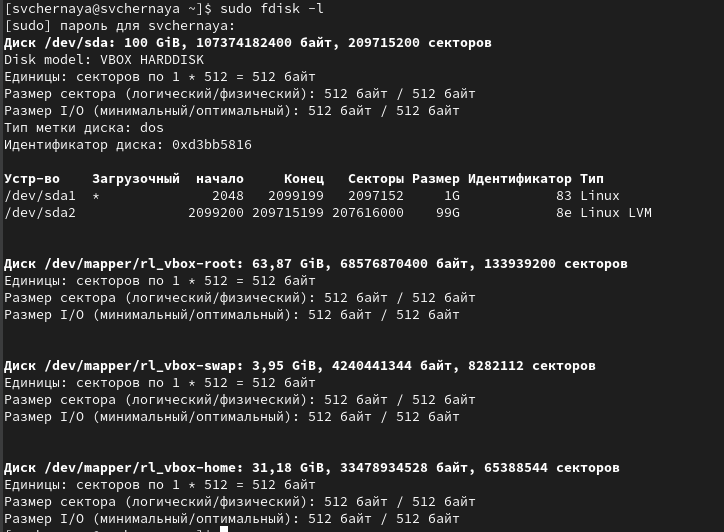 [svchernaya@svchernaya ~]$ sudo fdisk -l
[sudo] пароль для svchernaya:
Диск /dev/sda: 100 GiB, 107374182400 байт, 209715200 секторов
Disk model: VBOX HARDDISK
Единицы: секторов по 1 * 512 = 512 байт
Размер сектора (логический/физический): 512 байт / 512 байт
Размер I/O (минимальный/оптимальный): 512 байт / 512 байт
Тип метки диска: dos
Идентификатор диска: 0xd3bb5816
Устр-во    Загрузочный  начало     Конец   Секторы Размер Идентификатор Тип
/dev/sda1  *              2048   2099199   2097152     1G            83 Linux
/dev/sda2              2099200 209715199 207616000    99G            8e Linux LVM
Диск /dev/mapper/rl_vbox-root: 63,87 GiB, 68576870400 байт, 133939200 секторов
Единицы: секторов по 1 * 512 = 512 байт
Размер сектора (логический/физический): 512 байт / 512 байт
Размер I/O (минимальный/оптимальный): 512 байт / 512 байт
Диск /dev/mapper/rl_vbox-swap: 3,95 GiB, 4240441344 байт, 8282112 секторов
Единицы: секторов по 1 * 512 = 512 байт
Размер сектора (логический/физический): 512 байт / 512 байт
Размер I/O (минимальный/оптимальный): 512 байт / 512 байт
Диск /dev/mapper/rl_vbox-home: 31,18 GiB, 33478934528 байт, 65388544 секторов
Единицы: секторов по 1 * 512 = 512 байт
Размер сектора (логический/физический): 512 байт / 512 байт
Размер I/O (минимальный/оптимальный): 512 байт / 512 байт